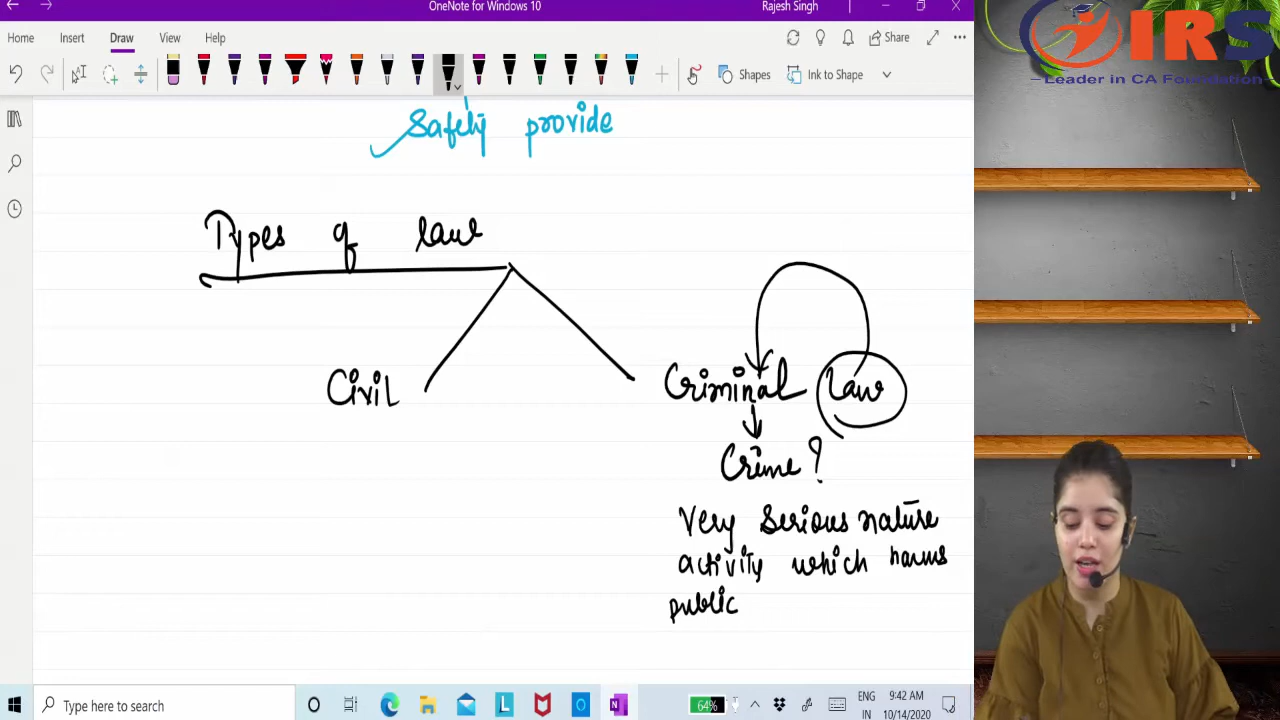 OneNote for Windows 10
Rajesh Singh
Home Insert Draw View Help
Share
Shapes
Ink to Shape
IRS
-Leader in CA Foundation-
Safety provide
Types of law
Civil
Criminal Law
Crime?
Very Serious nature
activity which harms
public
Type here to search
64%
ENG
IN
9:42 AM
10/14/2020